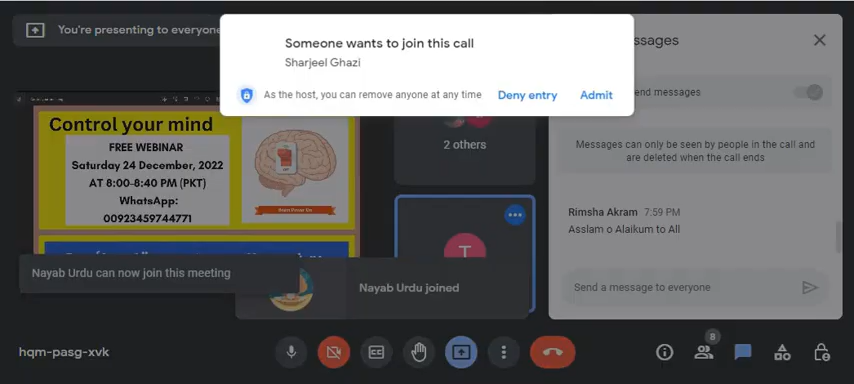 You're presenting to everyone
Someone wants to join this call
Sharjeel Ghazi
As the host, you can remove anyone at any time
Deny entry
Admit
Control your mind
FREE WEBINAR
Saturday 24 December, 2022
AT 8:00-8:40 PM (PKT)
WhatsApp:
00923459744771
Nayab Urdu can now join this meeting
2 others
T
Nayab Urdu joined
ssages
end messages
Messages can only be seen by people in the call and
are deleted when the call ends
Rimsha Akram 7:59 PM
Asslam o Alaikum to All
Send a message to everyone
hqm-pasg-xvk
CC
8